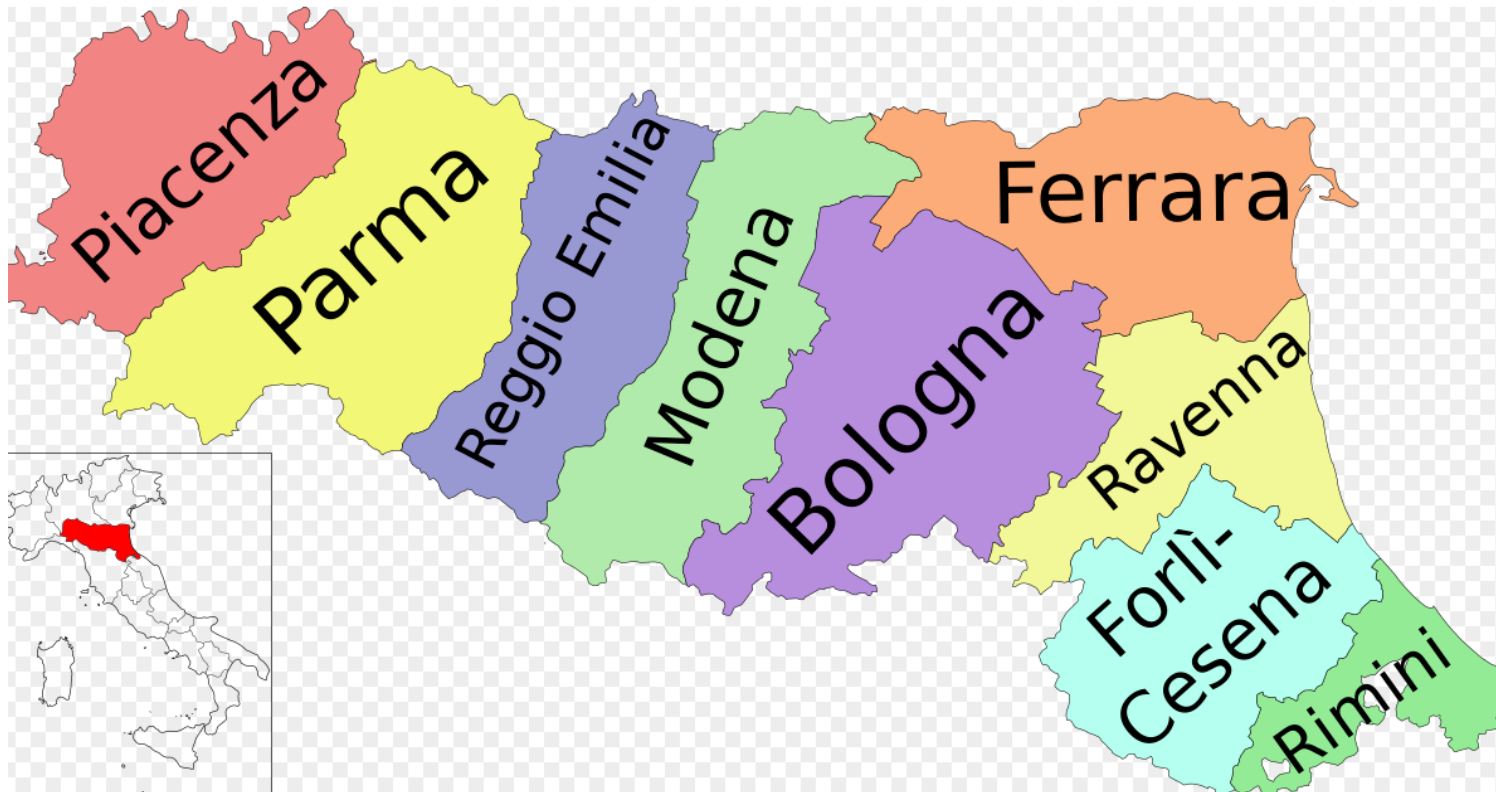 Piacenza
Parma
Reggio Emilia
Modena
Bologna
Ferrara
Ravenna
Forlì-
Cesena
Rimini